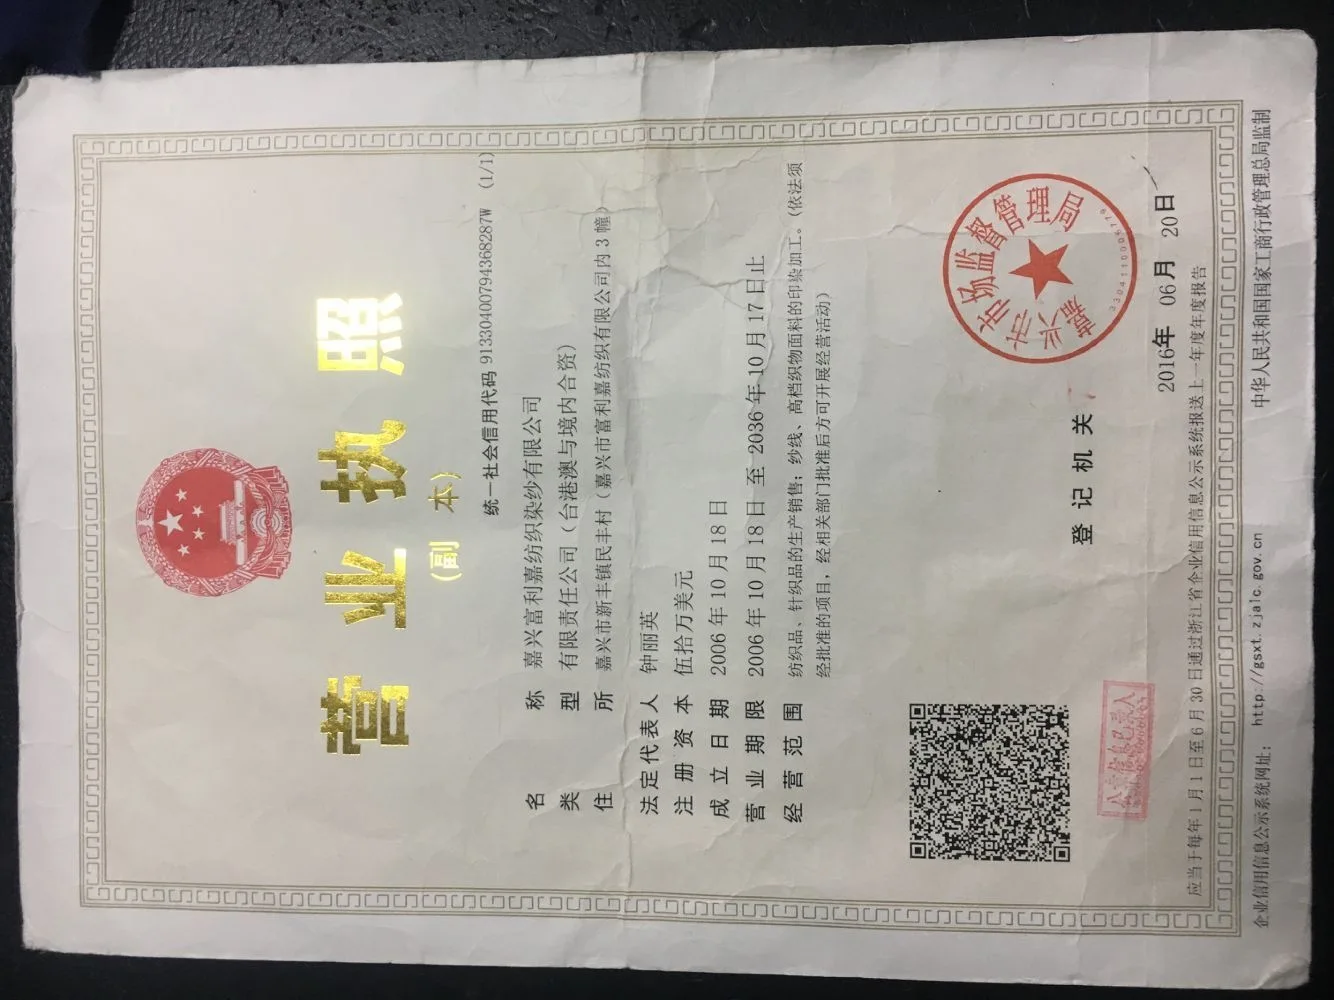 营业执照
（副 本）
统一社会信用代码 91330400794368287W （1/1）
名称 嘉兴富利嘉纺织染纱有限公司
类型 有限责任公司（台港澳与境内合资）
住所 嘉兴市新丰镇民丰村（嘉兴市富利嘉纺织有限公司内3幢）
法定代表人 钟丽英
注册资本 伍拾万美元
成立日期 2006年10月18日
营业期限 2006年10月18日至2036年10月17日止
经营范围 纺织品、针织品的生产销售；纱线、高档织物面料的印染加工。（依法须
经批准的项目，经相关部门批准后方可开展经营活动）
嘉兴市市场监督管理局
登记机关
2016年 06月 20日
应当于每年1月1日至6月30日通过浙江省企业信用信息公示系统报送上一年度年度报告
企业信用信息公示系统网址： http://gsxt.zjaic.gov.cn
中华人民共和国国家工商行政管理总局监制